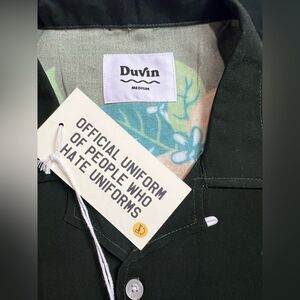 Duvin
MEDIUM
OFFICIAL UNIFORM
OF PEOPLE WHO
HATE UNIFORMS